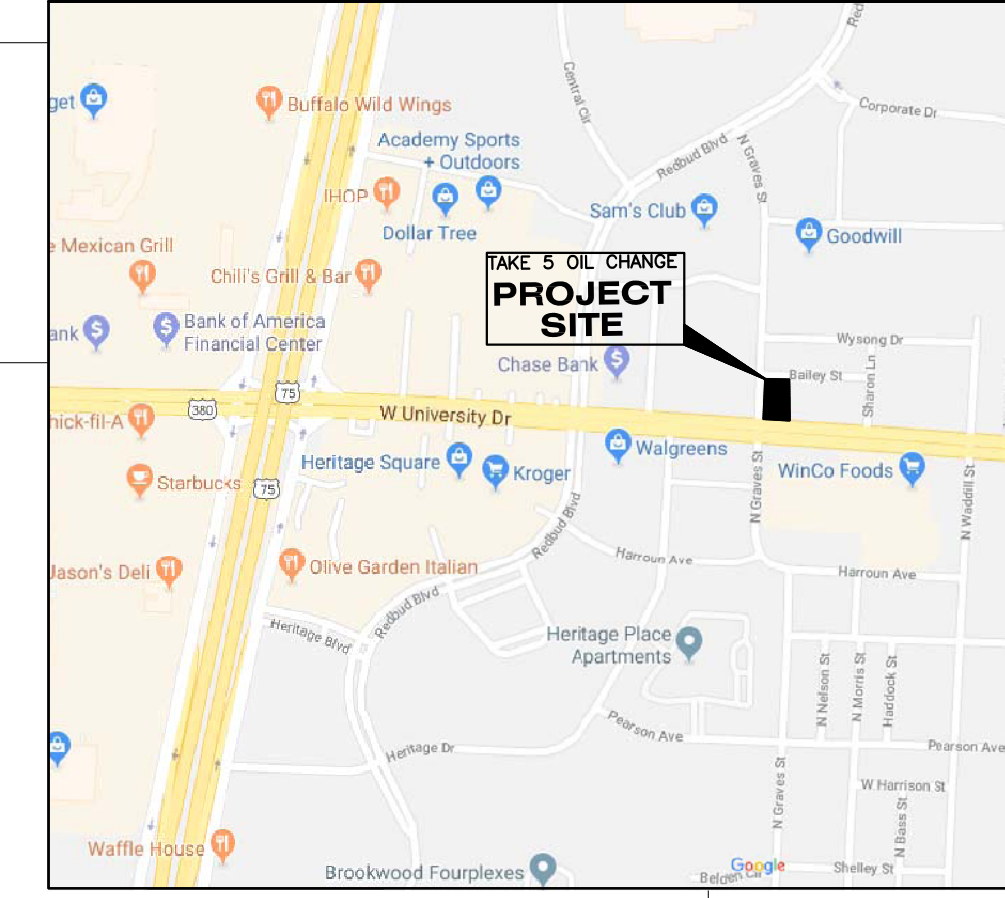 Red
get
Buffalo Wild Wings
Central Cir
Corporate Dr
Academy Sports
+ Outdoors
Redbud Blvd
N Graves St
IHOP
Dollar Tree
Sam's Club
Goodwill
e Mexican Grill
Chili's Grill & Bar
TAKE 5 OIL CHANGE
PROJECT
SITE
ank
Bank of America
Financial Center
Chase Bank
Wysong Dr
Bailey St
Sharon Ln
380
75
W University Dr
hick-fil-A
Heritage Square
Kroger
Walgreens
WinCo Foods
Starbucks
75
N Graves St
N Waddill St
Redbud Blvd
Jason's Deli
Olive Garden Italian
Harroun Ave
Harroun Ave
Redbud Blvd
Heritage Blvd
Heritage Place
Apartments
N Nelson St
N Morris St
Haddock St
Pearson Ave
Heritage Dr
Pearson Ave
N Graves St
W Harrison St
N Bass St
Waffle House
Brookwood Fourplexes
Google
Belden Cir
Shelley St